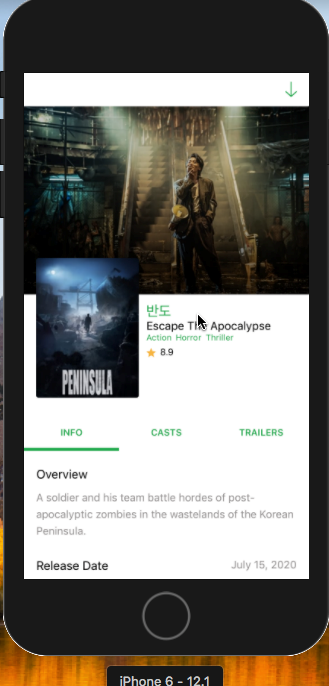 반도
Escape The Apocalypse
Action Horror Thriller
8.9
PENINSULA
INFO CASTS TRAILERS
Overview
A soldier and his team battle hordes of post-
apocalyptic zombies in the wastelands of the Korean
Peninsula.
Release Date July 15, 2020
iPhone 6 - 12.1